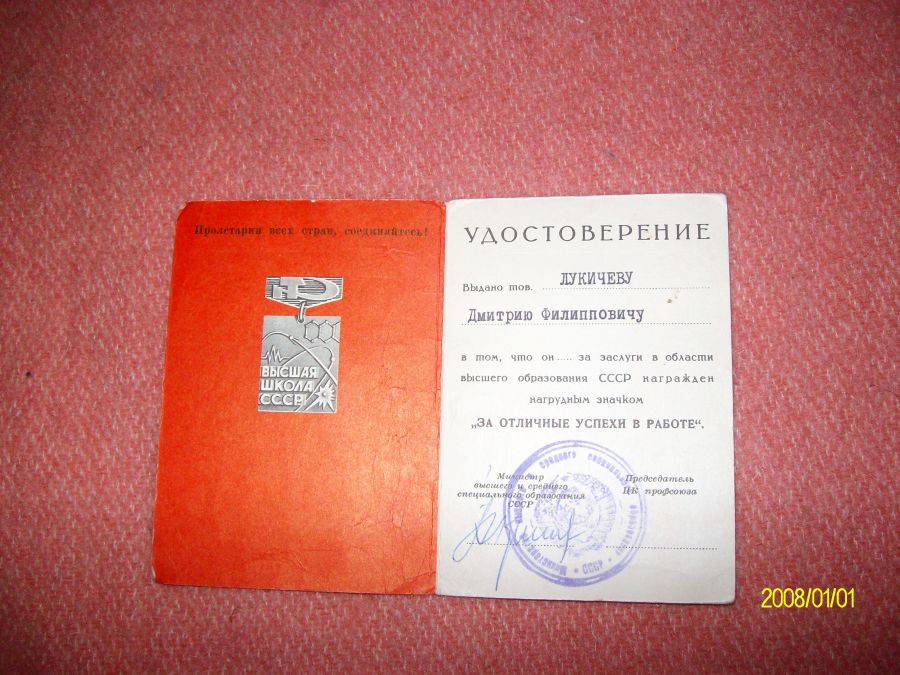 Пролетарии всех стран, соединяйтесь!
ВЫСШАЯ
ШКОЛА
СССР
УДОСТОВЕРЕНИЕ
Выдано тов. ЛУКИЧЕВУ
Дмитрию Филипповичу
в том, что он ..... за заслуги в области
высшего образования СССР награжден
нагрудным значком
„ЗА ОТЛИЧНЫЕ УСПЕХИ В РАБОТЕ“.
Министр
высшего и среднего
специального образования
СССР
Председатель
ЦК профсоюза
СССР
2008/01/01